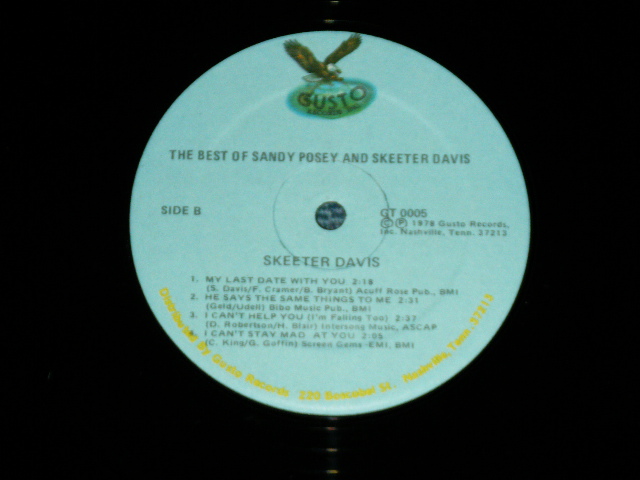 GUSTO
RECORDS
THE BEST OF SANDY POSEY AND SKEETER DAVIS
SIDE B
GT 0005
© ℗ 1978 Gusto Records,
Inc. Nashville, Tenn. 37213
SKEETER DAVIS
1. MY LAST DATE WITH YOU 2:19
(S. Davis/F. Cramer/B. Bryant) Acuff Rose Pub., BMI
2. HE SAYS THE SAME THINGS TO ME 2:31
(Geld/Udell) Bibo Music Pub., BMI
3. I CAN'T HELP YOU (I'm Falling Too) 2:37
(D. Robertson/H. Blair) Intersong Music, ASCAP
I CAN'T STAY MAD AT YOU 2:05
(C. King/G. Goffin) Screen Gems-EMI, BMI
Distributed By Gusto Records 220 Boscobel St. Nashville, Tenn. 37213